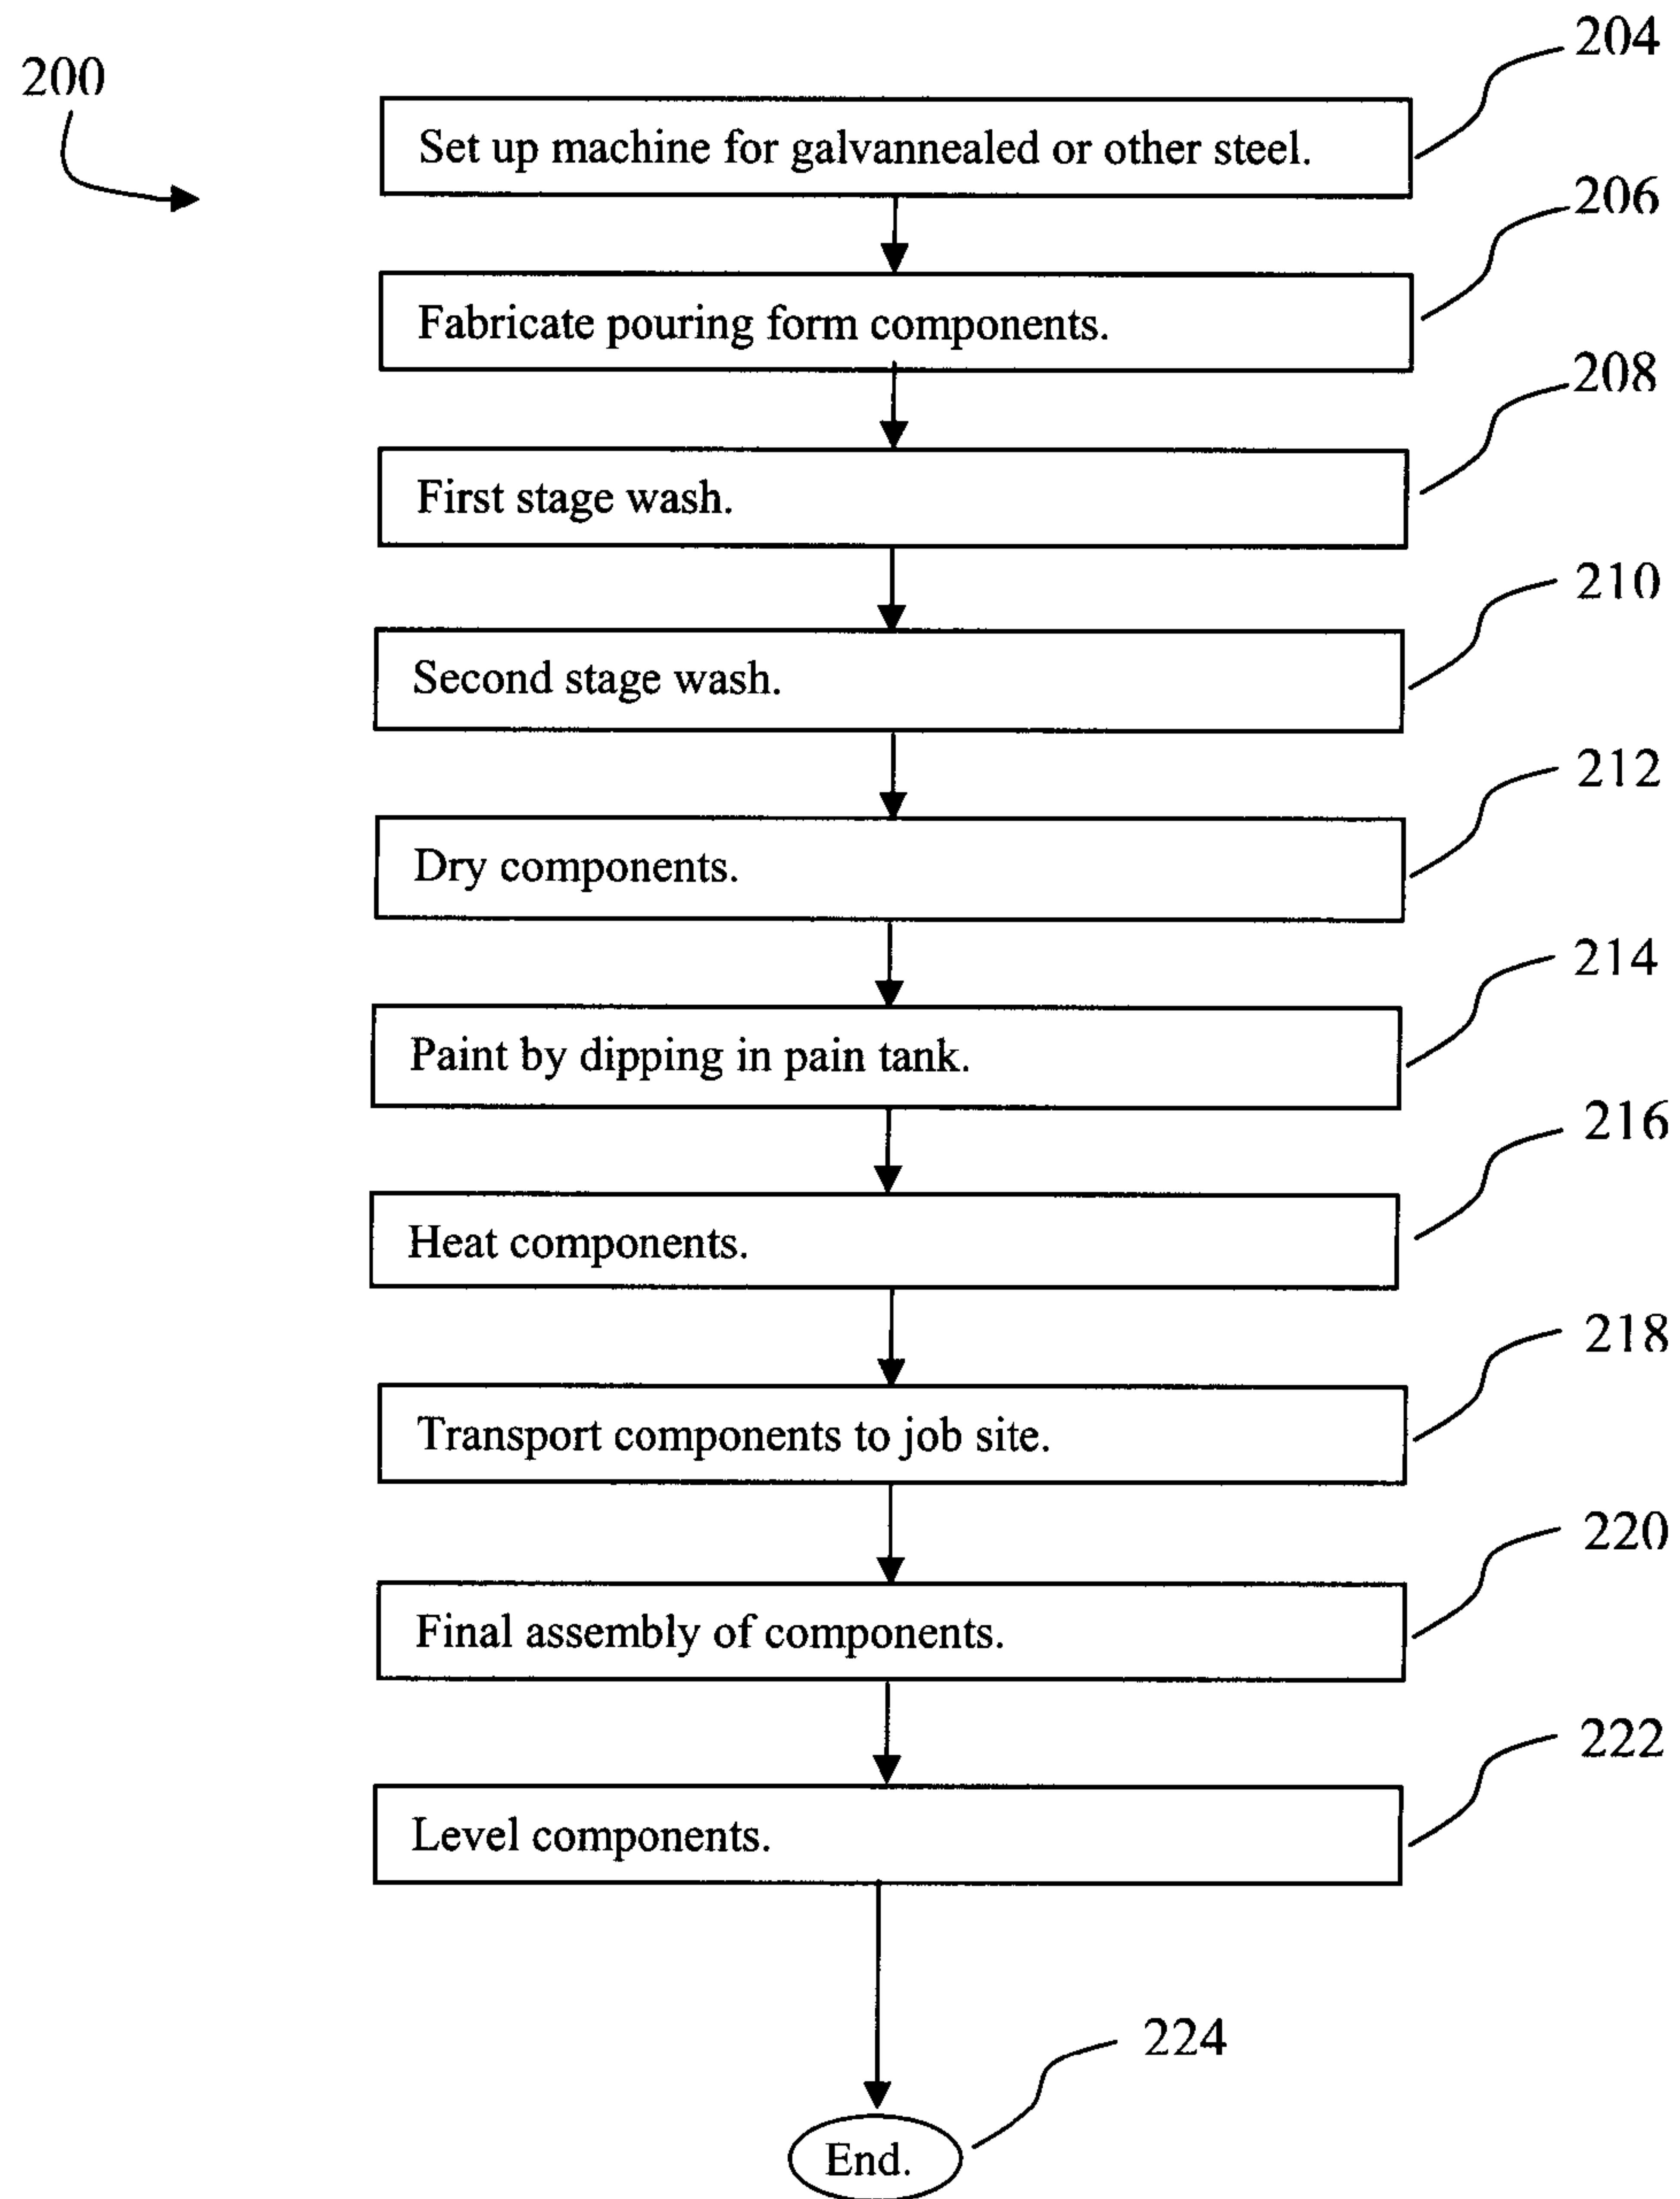 204
200
Set up machine for galvannealed or other steel.
206
Fabricate pouring form components.
208
First stage wash.
210
Second stage wash.
212
Dry components.
214
Paint by dipping in pain tank.
216
Heat components.
218
Transport components to job site.
220
Final assembly of components.
222
Level components.
224
End.